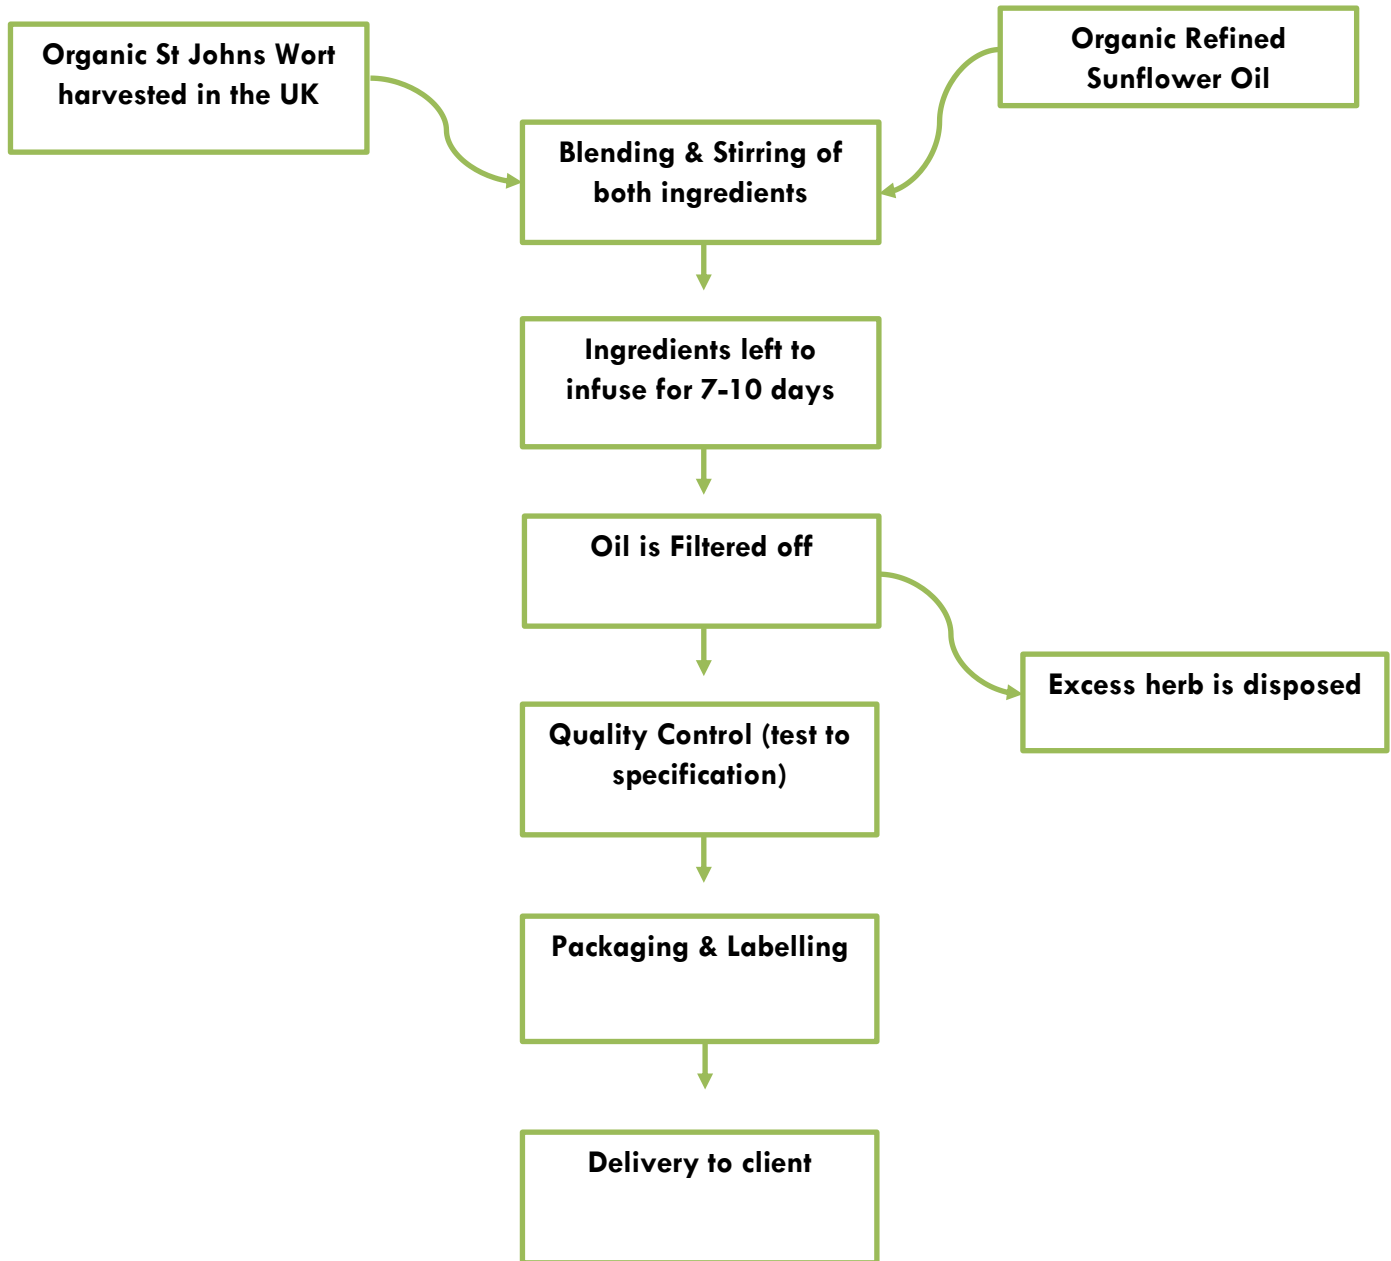 Organic St Johns Wort
harvested in the UK
Organic Refined
Sunflower Oil
Blending & Stirring of
both ingredients
Ingredients left to
infuse for 7-10 days
Oil is Filtered off
Excess herb is disposed
Quality Control (test to
specification)
Packaging & Labelling
Delivery to client